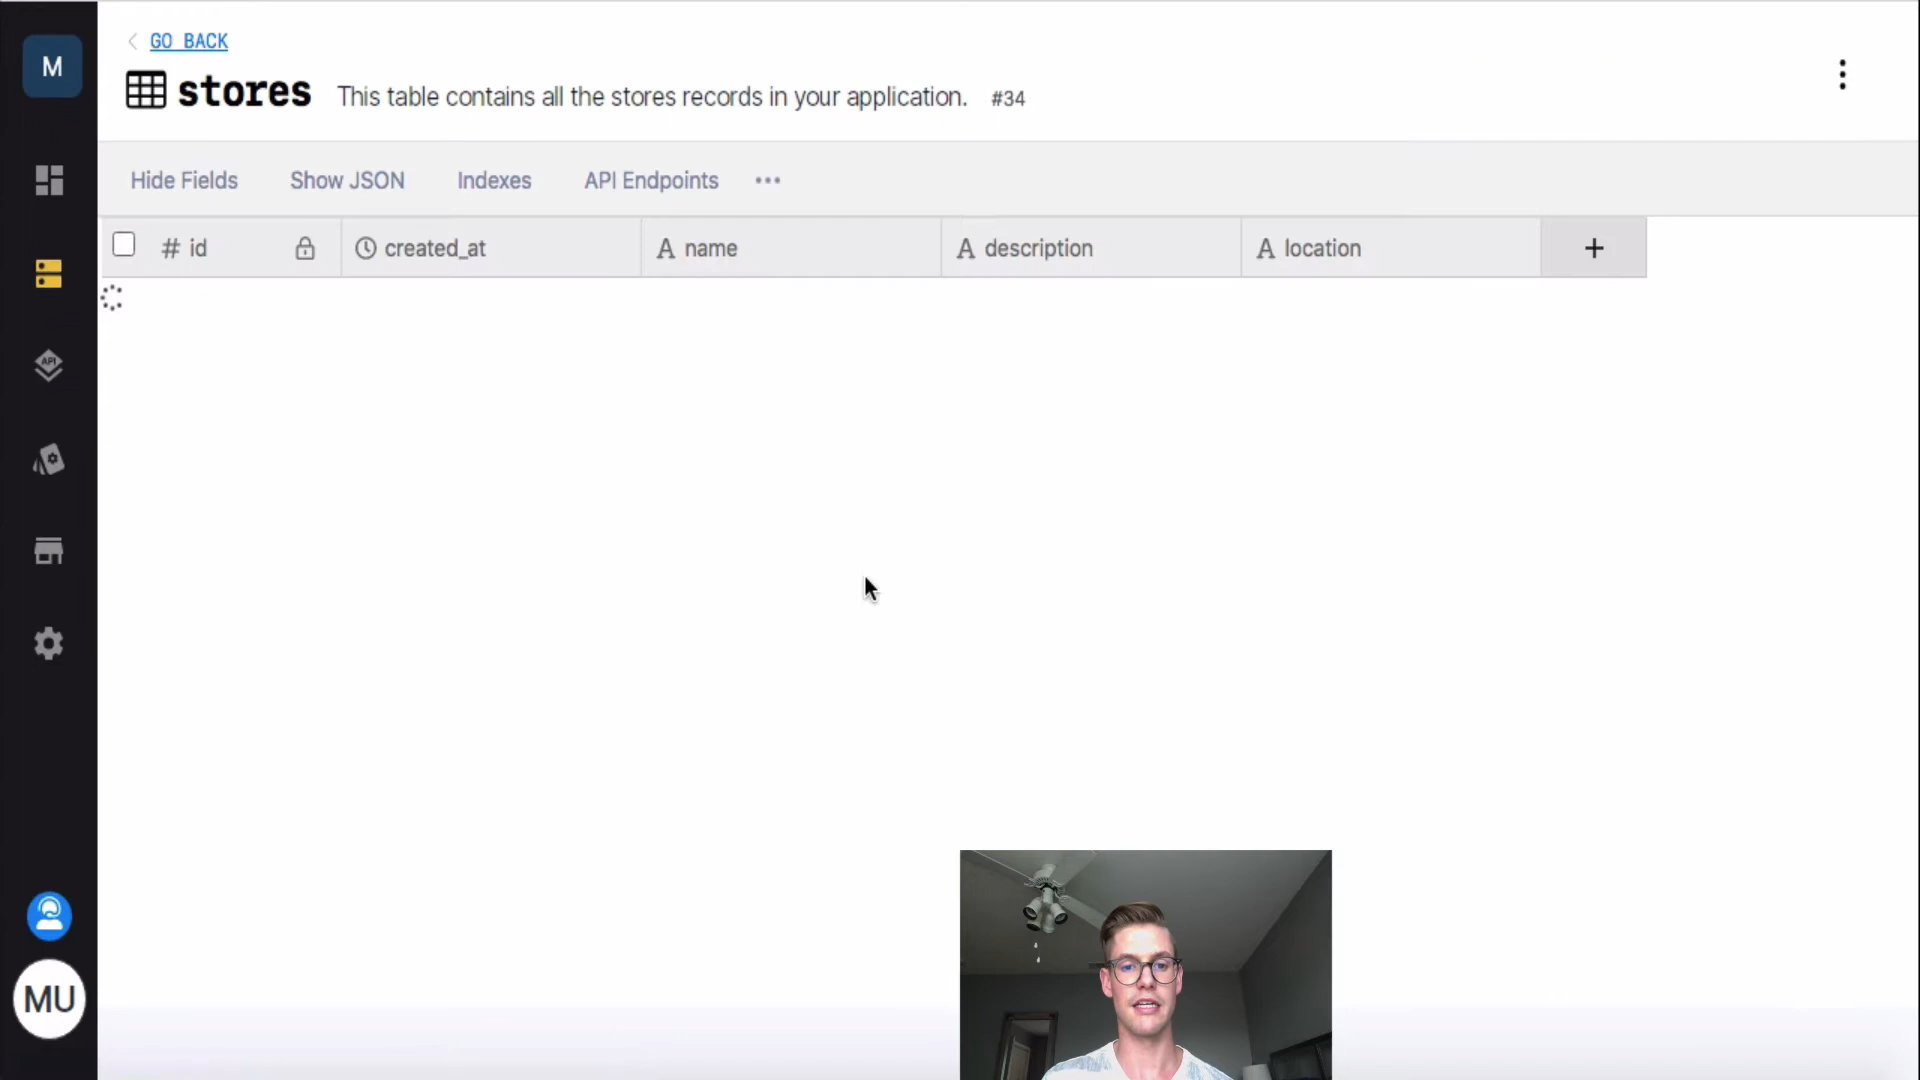 M
GO BACK
stores This table contains all the stores records in your application. #34
Hide Fields Show JSON Indexes API Endpoints
# id created_at A name A description A location +
API
MU